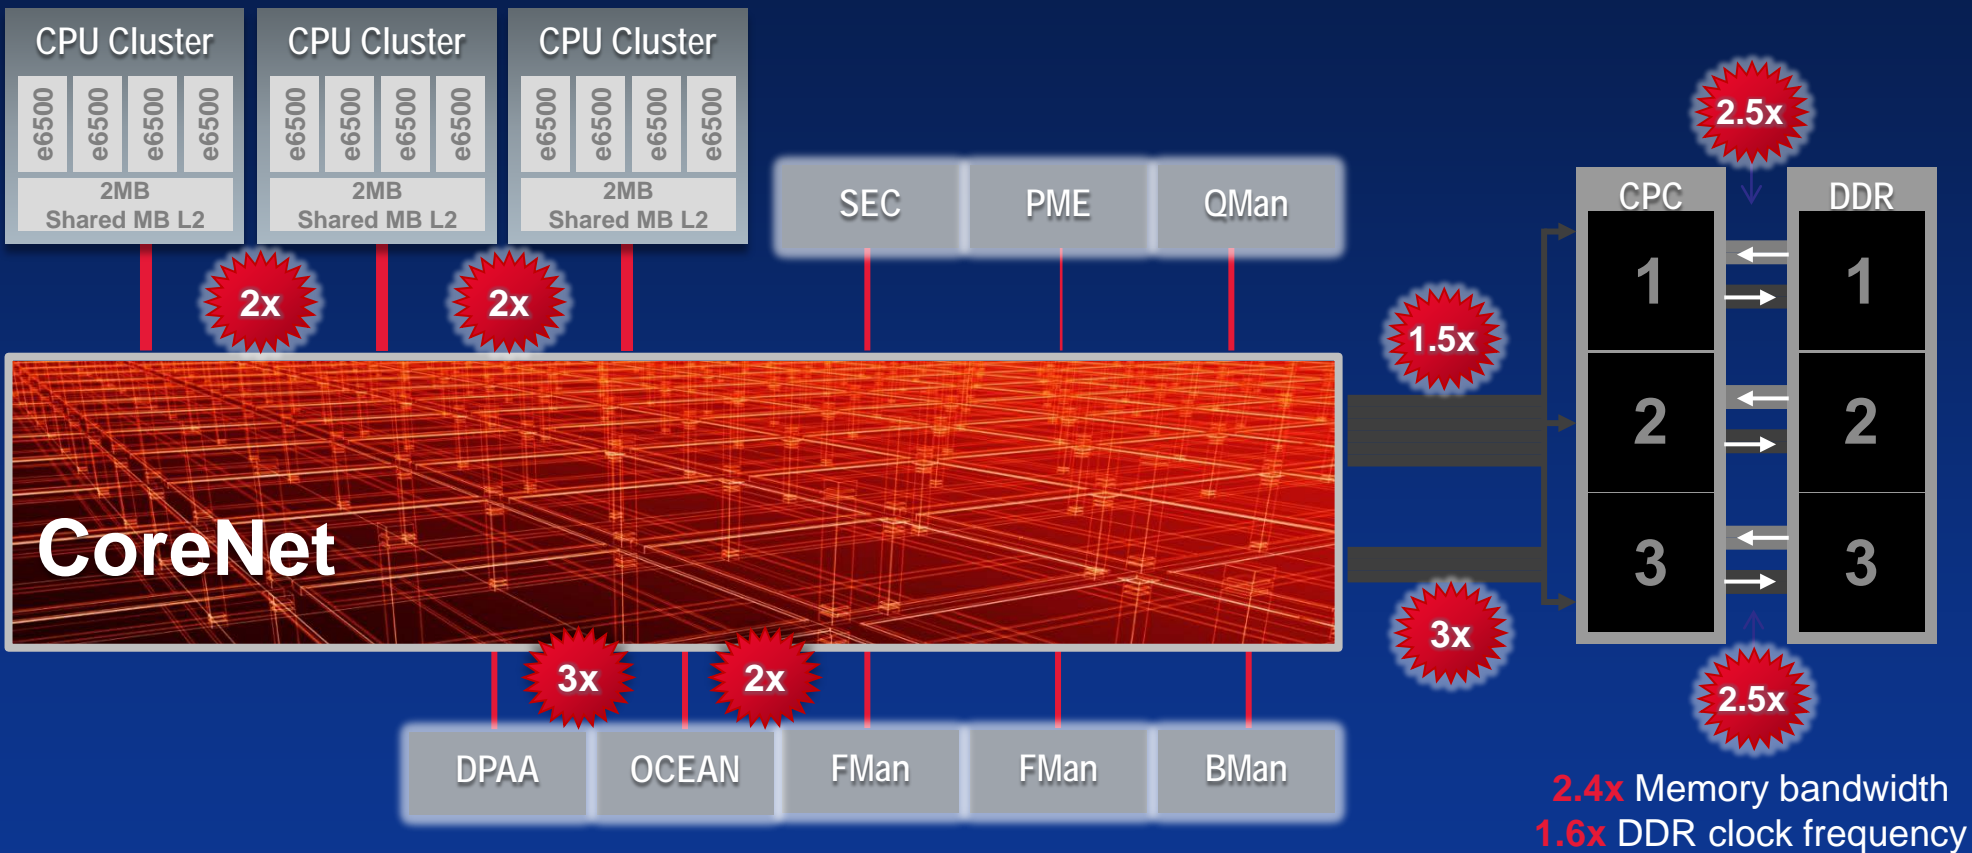 CPU Cluster
e6500
e6500
e6500
e6500
2MB
Shared MB L2
CPU Cluster
e6500
e6500
e6500
e6500
2MB
Shared MB L2
CPU Cluster
e6500
e6500
e6500
e6500
2MB
Shared MB L2
2x
2x
SEC
PME
QMan
CoreNet
3x
2x
DPAA
OCEAN
FMan
FMan
BMan
1.5x
3x
2.5x
CPC
1
2
3
DDR
1
2
3
2.5x
2.4x Memory bandwidth
1.6x DDR clock frequency